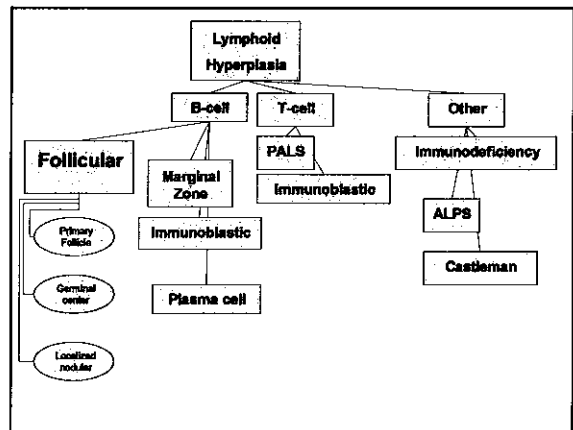 Lymphoid
Hyperplasia
B-cell
T-cell
Other
Follicular
Marginal
Zone
PALS
Immunodeficiency
Immunoblastic
ALPS
Primary
Follicle
Immunoblastic
Castleman
Germinal
center
Plasma cell
Localized
nodular